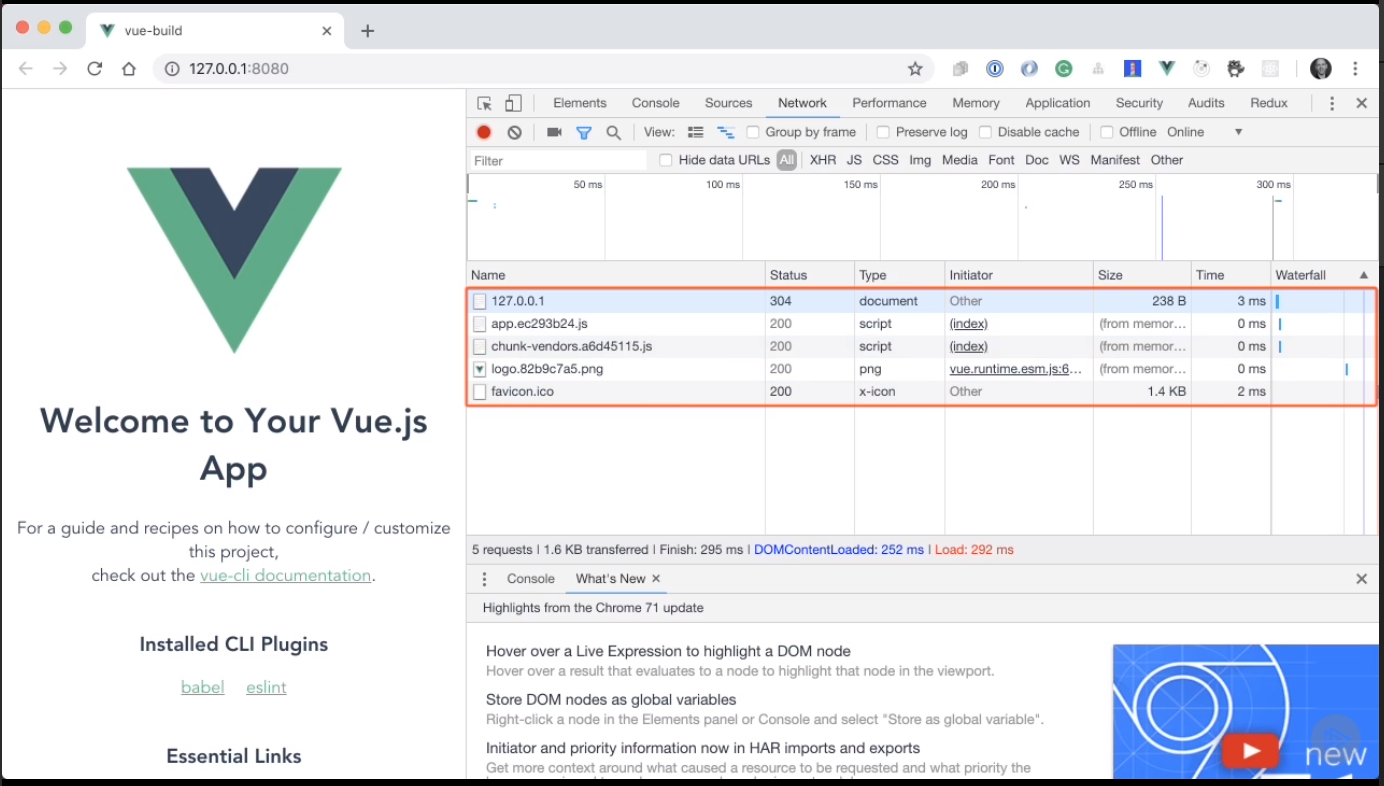 vue-build
127.0.0.1:8080
Elements Console Sources Network Performance Memory Application Security Audits Redux
View: Group by frame Preserve log Disable cache Offline Online
Filter Hide data URLs All XHR JS CSS Img Media Font Doc WS Manifest Other
50 ms 100 ms 150 ms 200 ms 250 ms 300 ms
Name Status Type Initiator Size Time Waterfall
127.0.0.1 304 document Other 238 B 3 ms
app.ec293b24.js 200 script (index) (from memor... 0 ms
chunk-vendors.a6d45115.js 200 script (index) (from memor... 0 ms
logo.82b9c7a5.png 200 png vue.runtime.esm.js:6... (from memor... 0 ms
favicon.ico 200 x-icon Other 1.4 KB 2 ms
5 requests | 1.6 KB transferred | Finish: 295 ms | DOMContentLoaded: 252 ms | Load: 292 ms
Welcome to Your Vue.js
App
For a guide and recipes on how to configure / customize
this project,
check out the vue-cli documentation.
Installed CLI Plugins
babel eslint
Essential Links
Console What's New
Highlights from the Chrome 71 update
Hover over a Live Expression to highlight a DOM node
Hover over a result that evaluates to a node to highlight that node in the viewport.
Store DOM nodes as global variables
Right-click a node in the Elements panel or Console and select "Store as global variable".
Initiator and priority information now in HAR imports and exports
Get more context around what caused a resource to be requested and what priority the
new